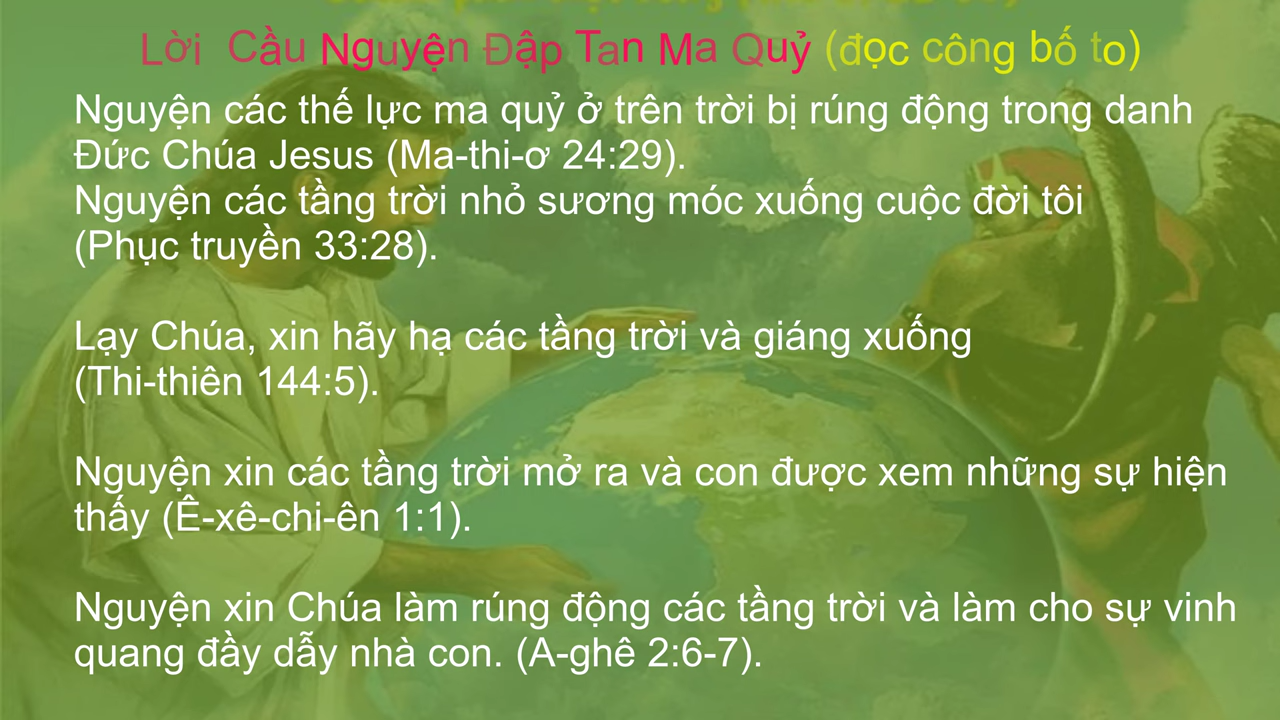 Lời Cầu Nguyện Đập Tan Ma Quỷ (đọc công bố to)
Nguyện các thế lực ma quỷ ở trên trời bị rúng động trong danh
Đức Chúa Jesus (Ma-thi-ơ 24:29).
Nguyện các tầng trời nhỏ sương móc xuống cuộc đời tôi
(Phục truyền 33:28).
Lạy Chúa, xin hãy hạ các tầng trời và giáng xuống
(Thi-thiên 144:5).
Nguyện xin các tầng trời mở ra và con được xem những sự hiện
thấy (Ê-xê-chi-ên 1:1).
Nguyện xin Chúa làm rúng động các tầng trời và làm cho sự vinh
quang đầy dẫy nhà con. (A-ghê 2:6-7).